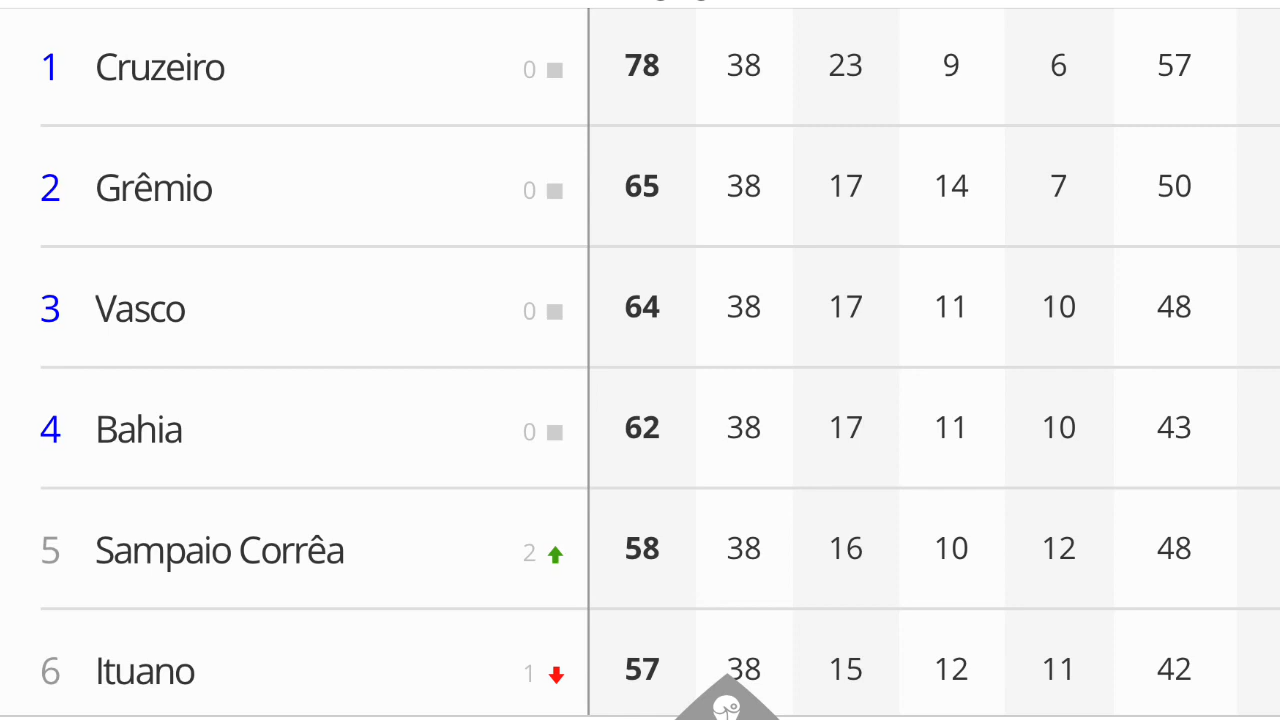 1 Cruzeiro 0 78 38 23 9 6 57
2 Grêmio 0 65 38 17 14 7 50
3 Vasco 0 64 38 17 11 10 48
4 Bahia 0 62 38 17 11 10 43
5 Sampaio Corrêa 2 58 38 16 10 12 48
6 Ituano 1 57 38 15 12 11 42